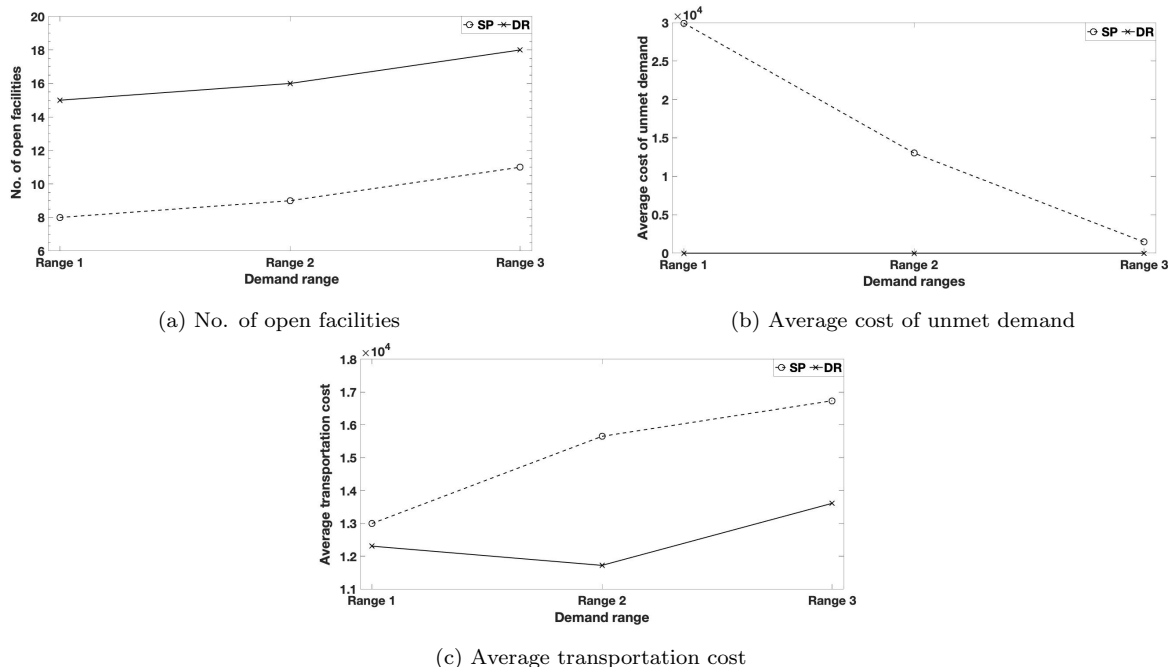 20
18
16
14
12
10
8
6
No. of open facilities
SP DR
Range 1 Range 2 Range 3
Demand range
(a) No. of open facilities
×10⁴
3
2.5
2
1.5
1
0.5
0
Average cost of unmet demand
SP DR
Range 1 Range 2 Range 3
Demand ranges
(b) Average cost of unmet demand
×10⁴
1.8
1.7
1.6
1.5
1.4
1.3
1.2
1.1
Average transportation cost
SP DR
Range 1 Range 2 Range 3
Demand range
(c) Average transportation cost